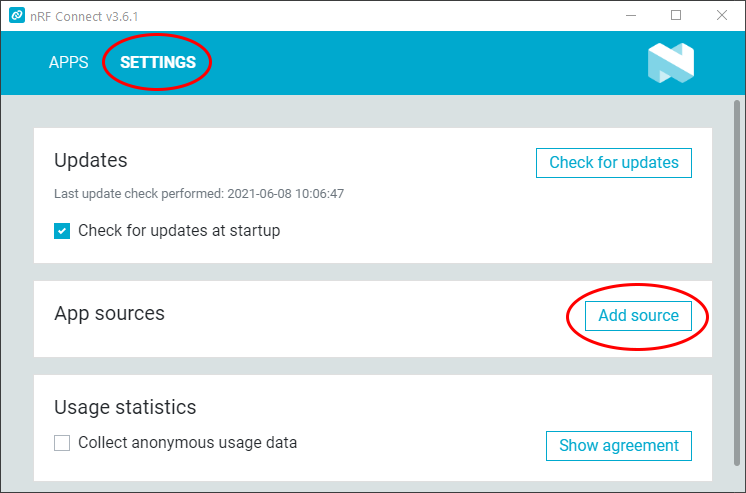 nRF Connect v3.6.1
APPS SETTINGS
Updates
Check for updates
Last update check performed: 2021-06-08 10:06:47
Check for updates at startup
App sources
Add source
Usage statistics
Collect anonymous usage data
Show agreement